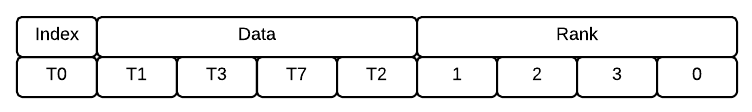 Index Data Rank
T0 T1 T3 T7 T2 1 2 3 0